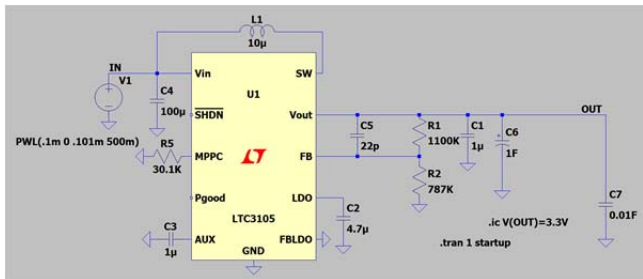 L1
10µ
IN
V1
PWL(.1m 0 .101m 500m)
C4
100µ
R5
30.1K
C3
1µ
Vin
SW
U1
SHDN
Vout
MPPC
FB
Pgood
LDO
LTC3105
AUX
FBLDO
GND
C5
22p
R1
1100K
R2
787K
C1
1µ
C6
1F
OUT
C2
4.7µ
C7
0.01F
.ic V(OUT)=3.3V
.tran 1 startup